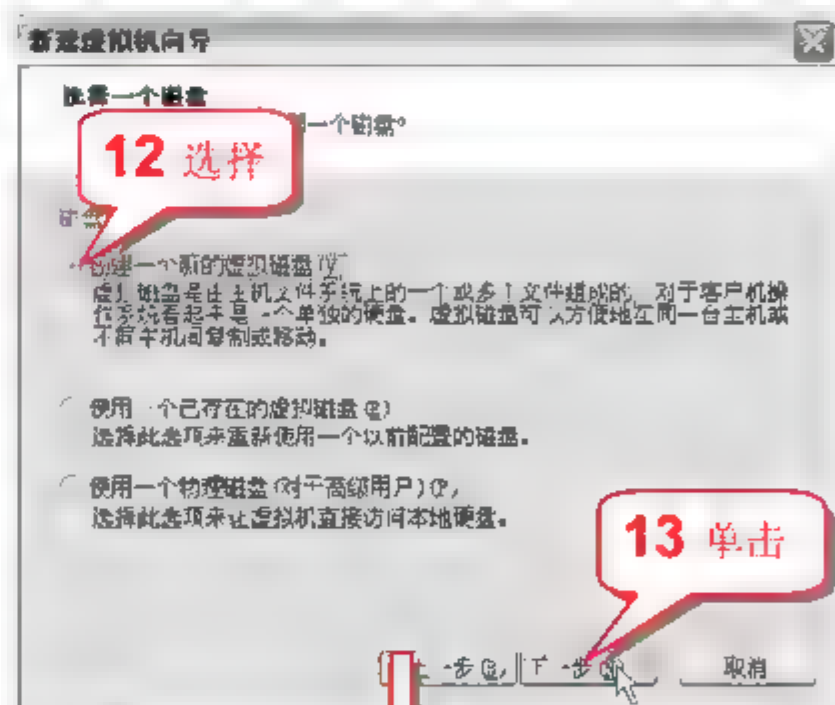 新建虚拟机向导
选择一个磁盘
一个磁盘。
12 选择
磁盘
创建一个新的虚拟磁盘(V)
虚拟磁盘是由主机文件系统上的一个或多个文件组成的,对于客户机操
作系统看起来是一个单独的硬盘。虚拟磁盘可以方便地在同一台主机或
不同主机间复制或移动。
使用一个已存在的虚拟磁盘(E)
选择此选项来重新使用一个以前配置的磁盘。
使用一个物理磁盘(对于高级用户)(P)
选择此选项来让虚拟机直接访问本地硬盘。
13 单击
一步(B) 下一步(N) 取消